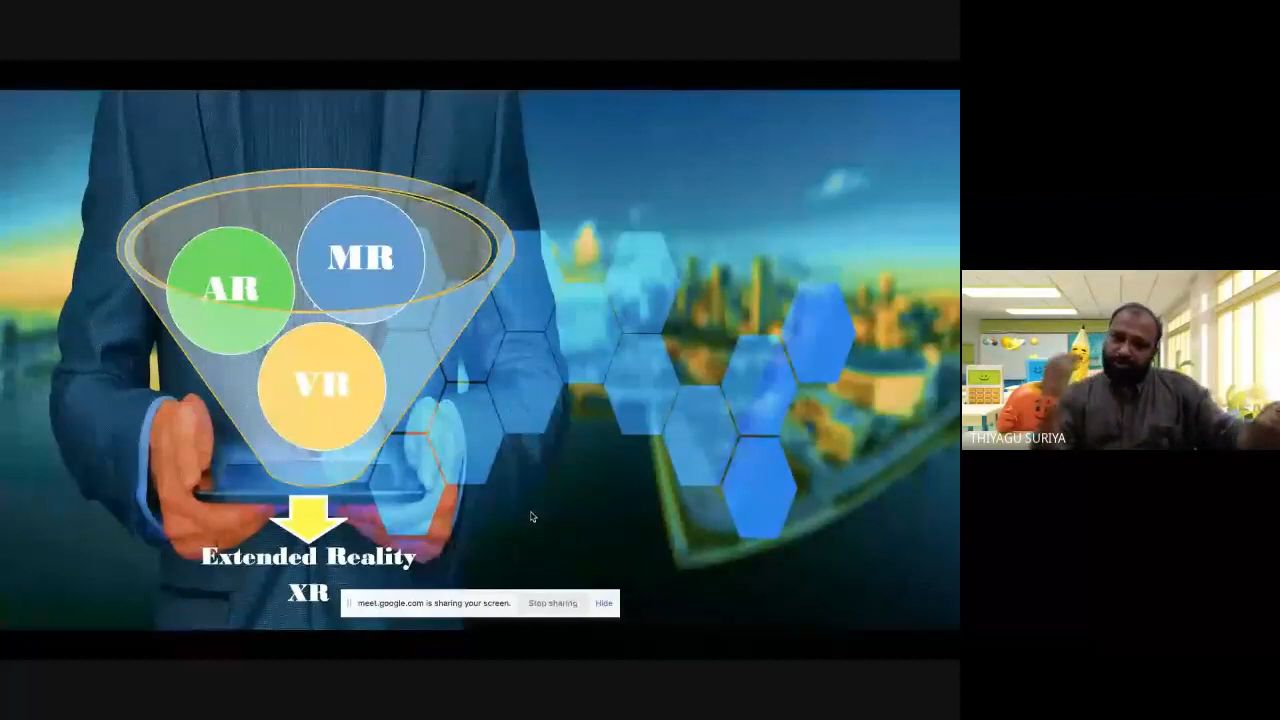 MR
AR
VR
Extended Reality
XR
meet.google.com is sharing your screen. Stop sharing Hide
THIYAGU SURIYA